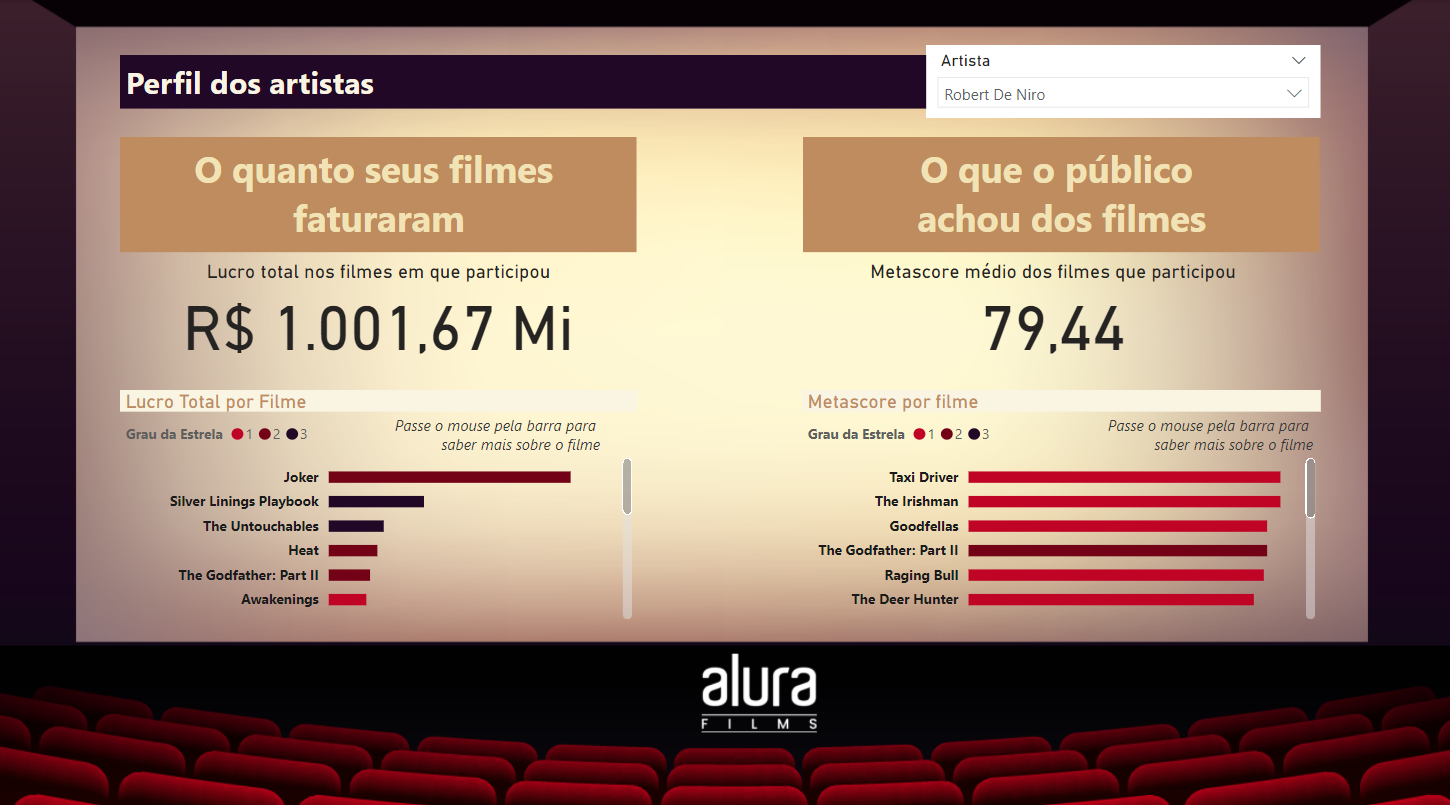 Perfil dos artistas
Artista
Robert De Niro
O quanto seus filmes
faturaram
Lucro total nos filmes em que participou
R$ 1.001,67 Mi
Lucro Total por Filme
Grau da Estrela 1 2 3
Passe o mouse pela barra para
saber mais sobre o filme
Joker
Silver Linings Playbook
The Untouchables
Heat
The Godfather: Part II
Awakenings
O que o público
achou dos filmes
Metascore médio dos filmes que participou
79,44
Metascore por filme
Grau da Estrela 1 2 3
Passe o mouse pela barra para
saber mais sobre o filme
Taxi Driver
The Irishman
Goodfellas
The Godfather: Part II
Raging Bull
The Deer Hunter
alura
FILMS